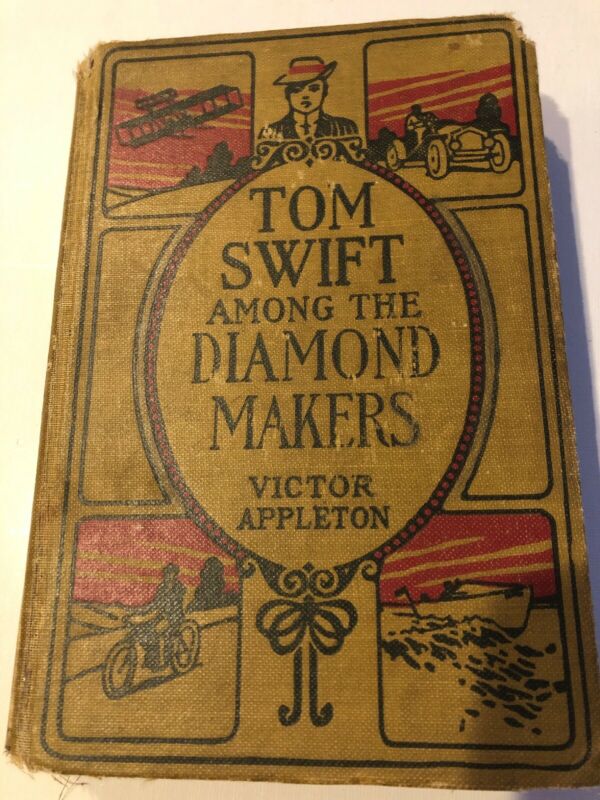 TOM
SWIFT
AMONG THE
DIAMOND
MAKERS
VICTOR
APPLETON